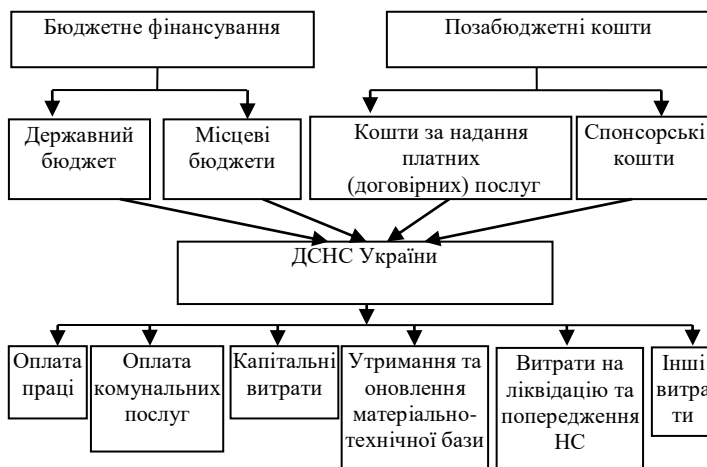 Бюджетне фінансування
Позабюджетні кошти
Державний
бюджет
Місцеві
бюджети
Кошти за надання
платних
(договірних) послуг
Спонсорські
кошти
ДСНС України
Оплата
праці
Оплата
комунальних
послуг
Капітальні
витрати
Утримання та
оновлення
матеріально-
технічної бази
Витрати на
ліквідацію та
попередження
НС
Інші
витра
ти